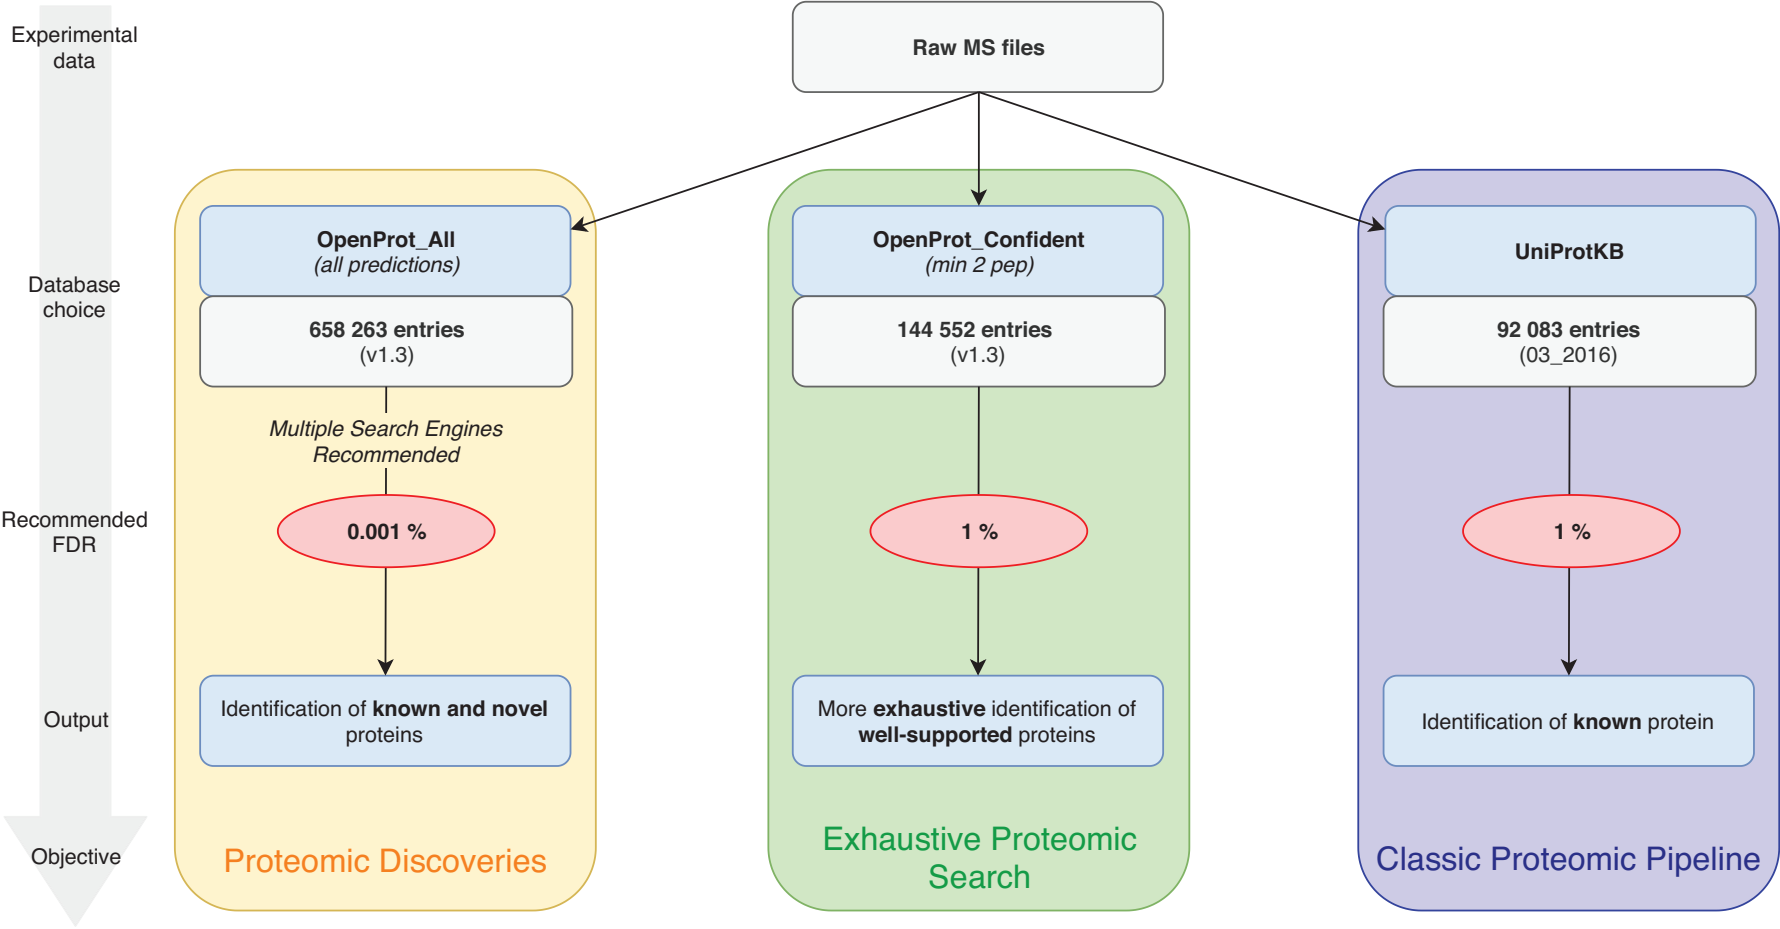 Experimental
data
Raw MS files
Database
choice
OpenProt_All
(all predictions)
658 263 entries
(v1.3)
Multiple Search Engines
Recommended
OpenProt_Confident
(min 2 pep)
144 552 entries
(v1.3)
UniProtKB
92 083 entries
(03_2016)
Recommended
FDR
0.001 %
1 %
1 %
Output
Identification of known and novel
proteins
More exhaustive identification of
well-supported proteins
Identification of known protein
Objective
Proteomic Discoveries
Exhaustive Proteomic
Search
Classic Proteomic Pipeline